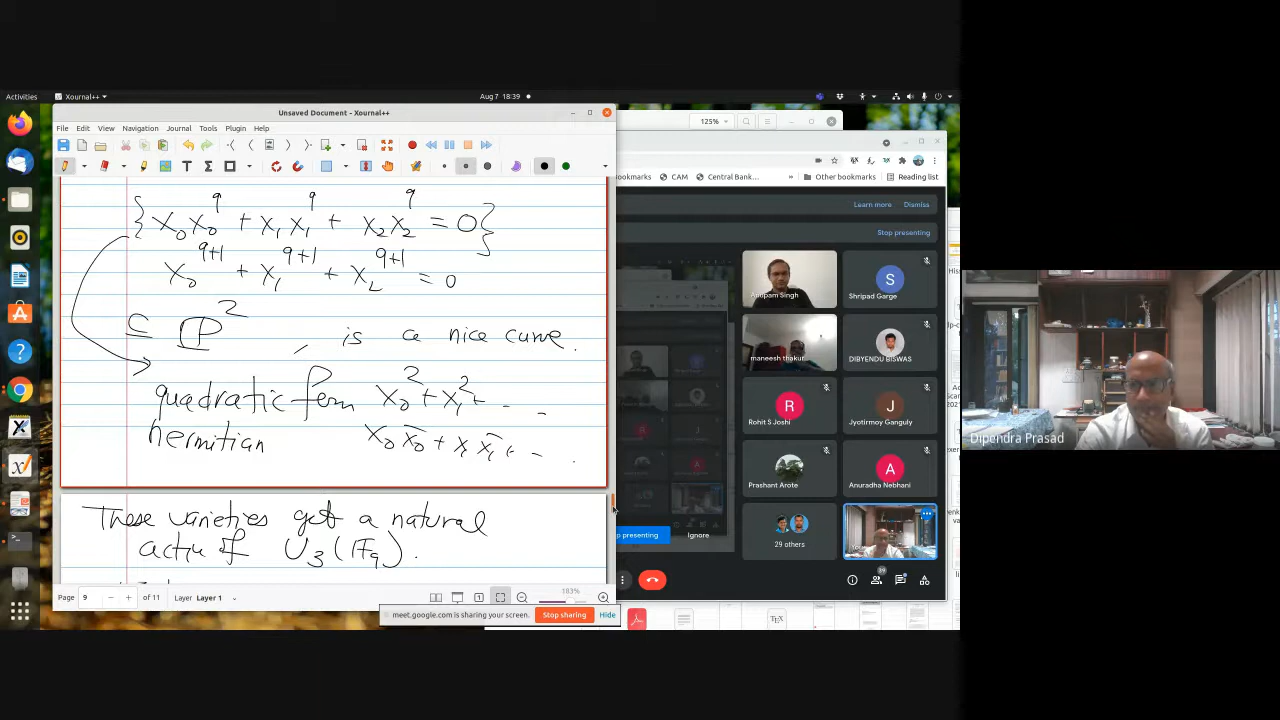 Activities
Xournal++
Aug 7 18:39
Unsaved Document - Xournal++
File Edit View Navigation Journal Tools Plugin Help
{ x₀x₀^q + x₁x₁^q + x₂x₂^q = 0 }
x₀^{q+1} + x₁^{q+1} + x₂^{q+1} = 0
⊆ ℙ² , is a nice curve.
quadratic form x₀² + x₁² + - -
hermitian x₀x̄₀ + x₁x̄₁ + - .
These varieties get a natural
action of U₃(𝔽q).
Page 9 of 11 Layer Layer 1
183%
meet.google.com is sharing your screen. Stop sharing Hide
125%
bookmarks CAM Central Bank... » Other bookmarks Reading list
Learn more Dismiss
Stop presenting
Anupam Singh
S
Shripad Garge
maneesh thakur
DIBYENDU BISWAS
R
Rohit S Joshi
J
Jyotirmoy Ganguly
Prashant Arote
A
Anuradha Nebhani
29 others
p presenting Ignore
39
TEX
Dipendra Prasad